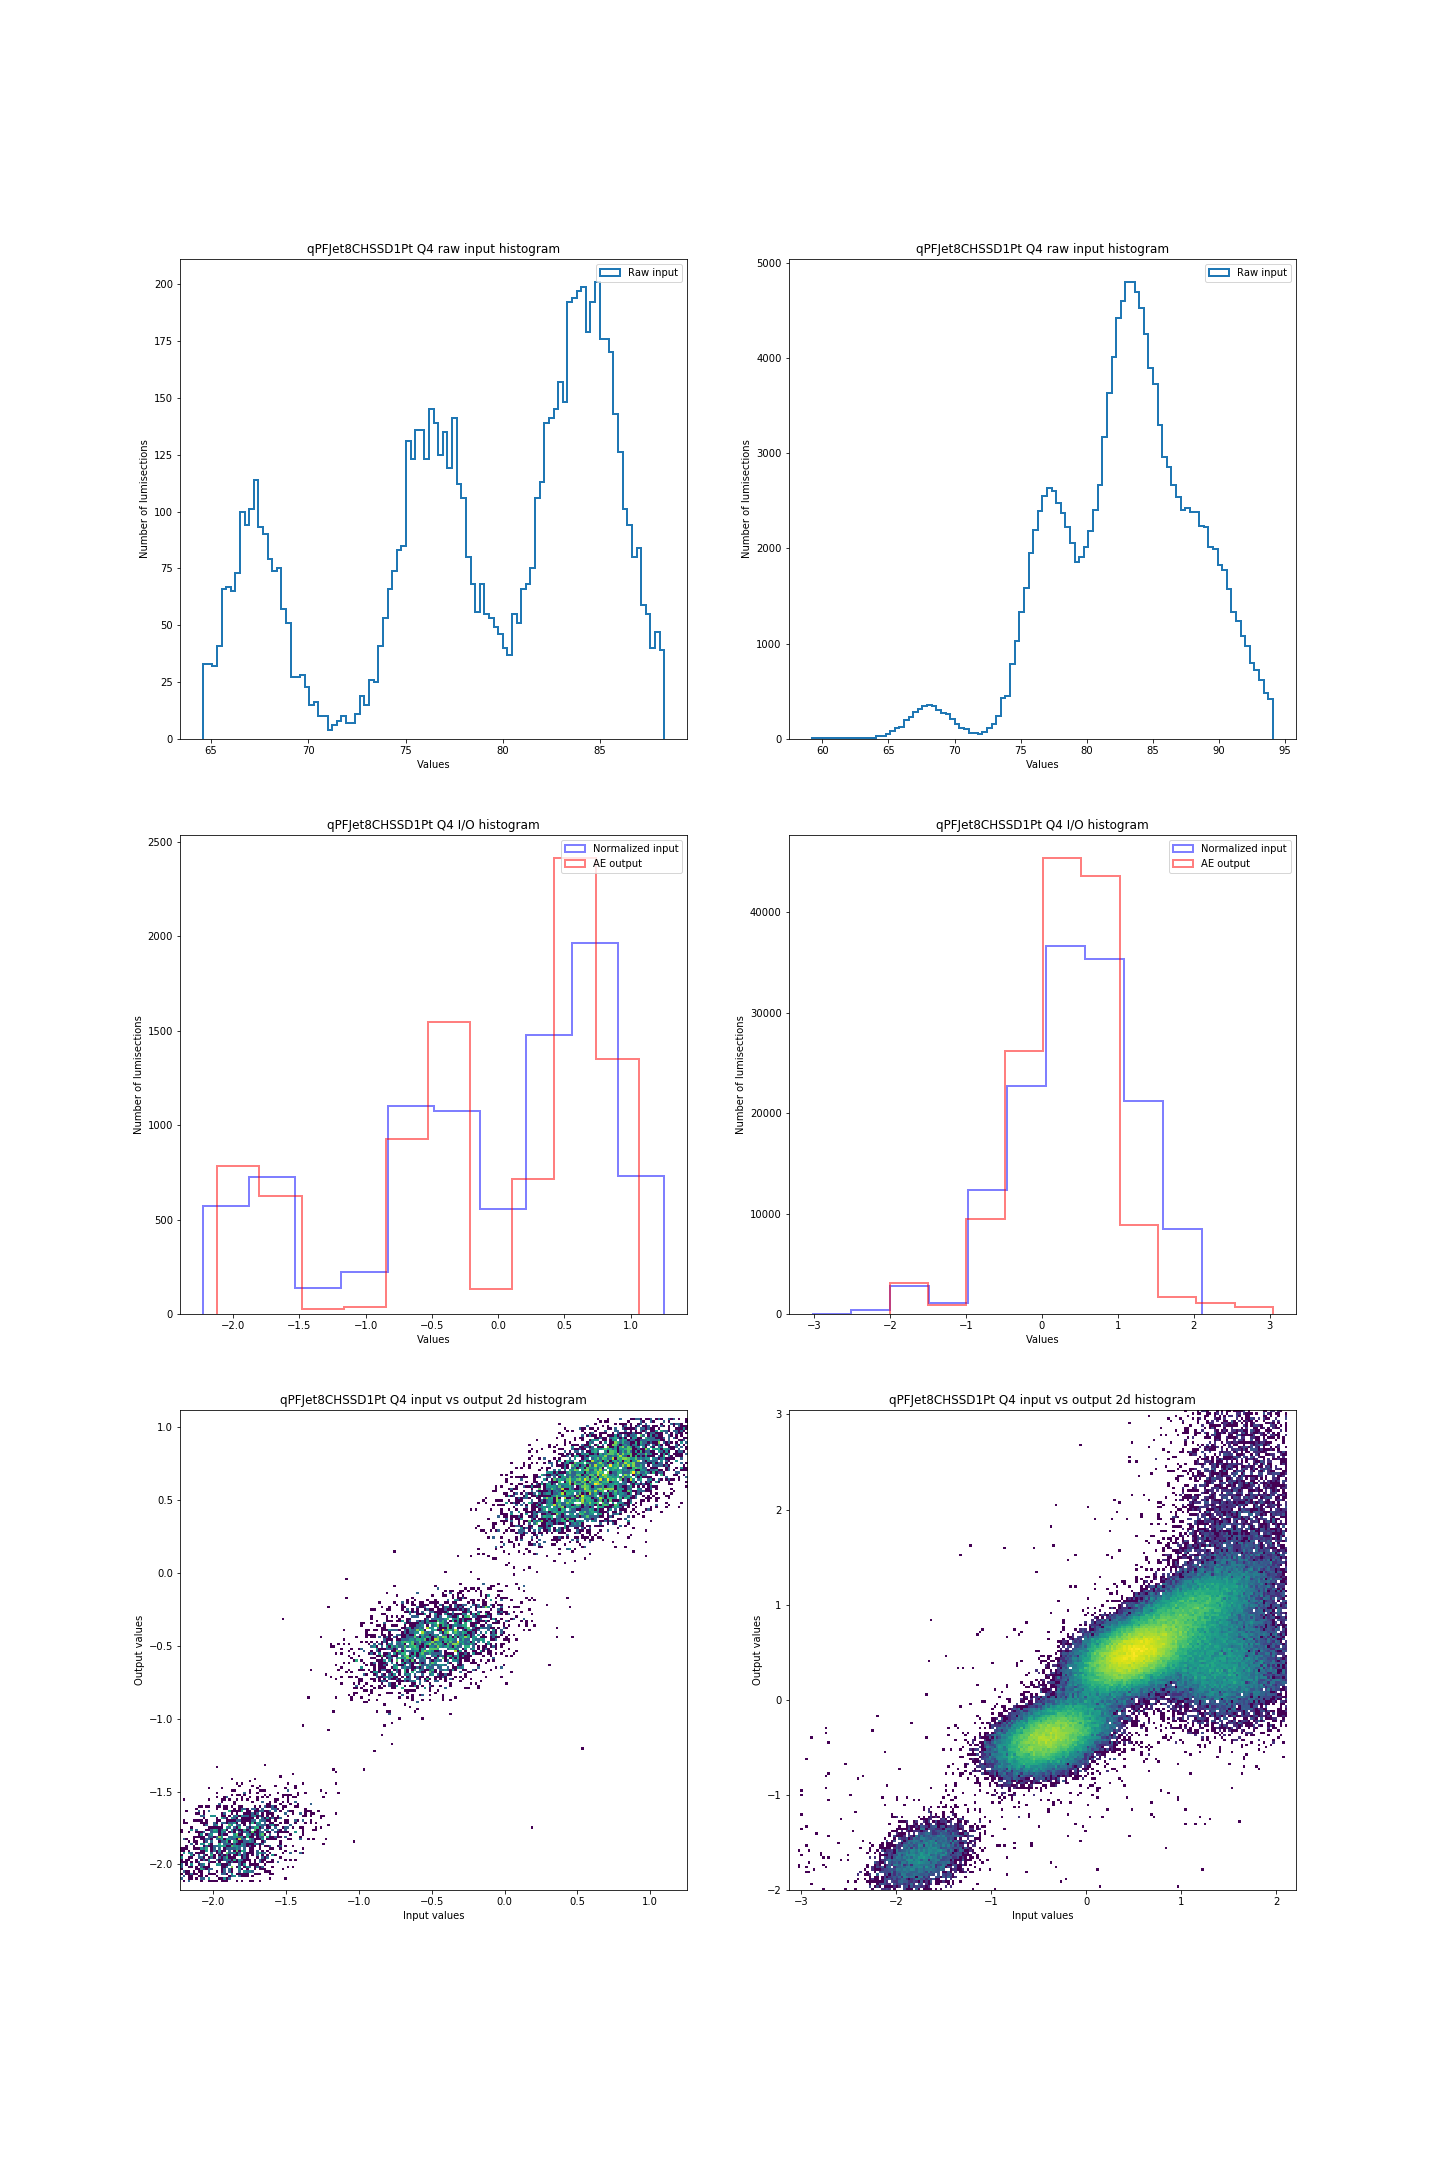 qPFJet8CHSSD1Pt Q4 raw input histogram
Raw input
200
175
150
125
100
75
50
25
0
Number of lumisections
65 70 75 80 85
Values
qPFJet8CHSSD1Pt Q4 raw input histogram
Raw input
5000
4000
3000
2000
1000
0
Number of lumisections
60 65 70 75 80 85 90 95
Values
qPFJet8CHSSD1Pt Q4 I/O histogram
Normalized input
AE output
2500
2000
1500
1000
500
0
Number of lumisections
−2.0 −1.5 −1.0 −0.5 0.0 0.5 1.0
Values
qPFJet8CHSSD1Pt Q4 I/O histogram
Normalized input
AE output
40000
30000
20000
10000
0
Number of lumisections
−3 −2 −1 0 1 2 3
Values
qPFJet8CHSSD1Pt Q4 input vs output 2d histogram
1.0
0.5
0.0
−0.5
−1.0
−1.5
−2.0
Output values
−2.0 −1.5 −1.0 −0.5 0.0 0.5 1.0
Input values
qPFJet8CHSSD1Pt Q4 input vs output 2d histogram
3
2
1
0
−1
−2
Output values
−3 −2 −1 0 1 2
Input values